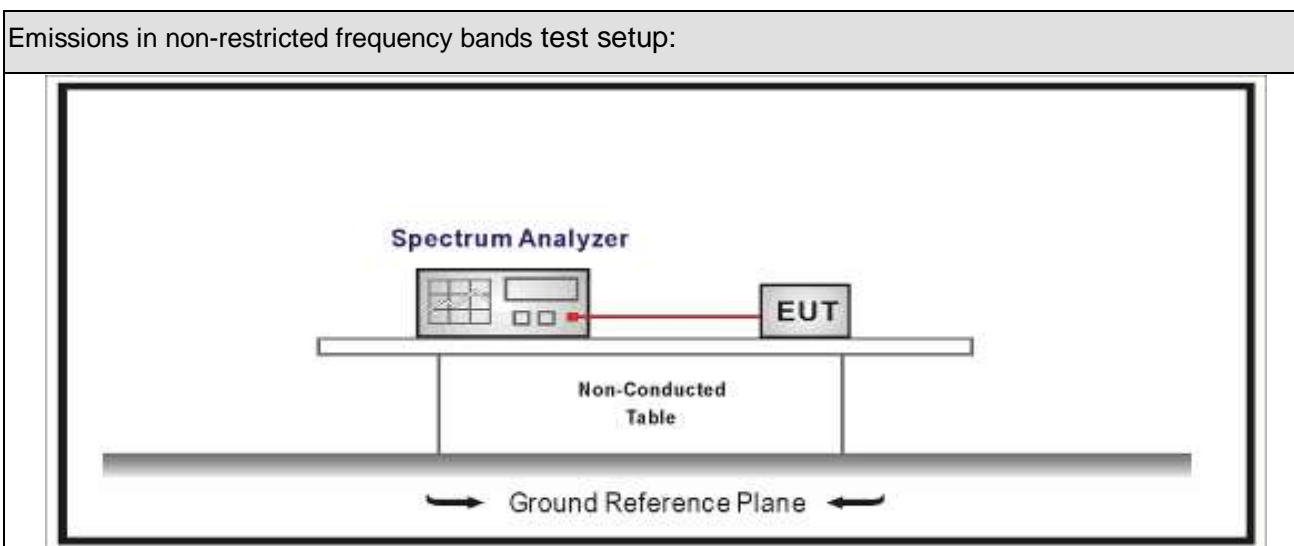 Emissions in non-restricted frequency bands test setup:
Spectrum Analyzer
EUT
Non-Conducted
Table
Ground Reference Plane